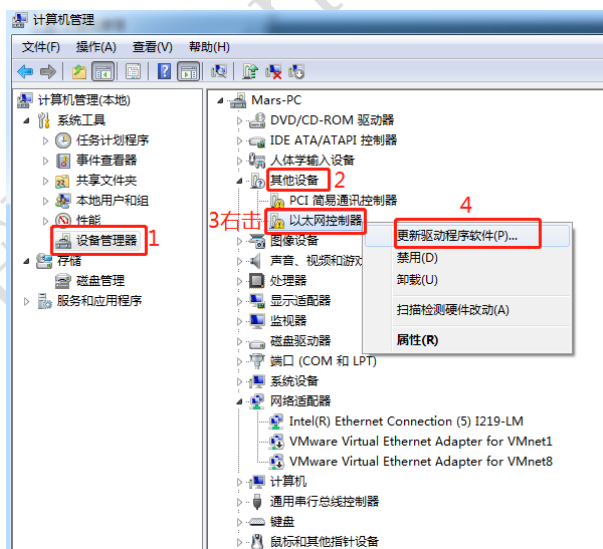 计算机管理
文件(F) 操作(A) 查看(V) 帮助(H)
计算机管理(本地)
系统工具
任务计划程序
事件查看器
共享文件夹
本地用户和组
性能
设备管理器 1
存储
磁盘管理
服务和应用程序
Mars-PC
DVD/CD-ROM 驱动器
IDE ATA/ATAPI 控制器
人体学输入设备
其他设备 2
PCI 简易通讯控制器
3右击 以太网控制器
图像设备
声音、视频和游戏
处理器
显示适配器
监视器
磁盘驱动器
端口 (COM 和 LPT)
系统设备
网络适配器
Intel(R) Ethernet Connection (5) I219-LM
VMware Virtual Ethernet Adapter for VMnet1
VMware Virtual Ethernet Adapter for VMnet8
计算机
通用串行总线控制器
键盘
鼠标和其他指针设备
4
更新驱动程序软件(P)...
禁用(D)
卸载(U)
扫描检测硬件改动(A)
属性(R)